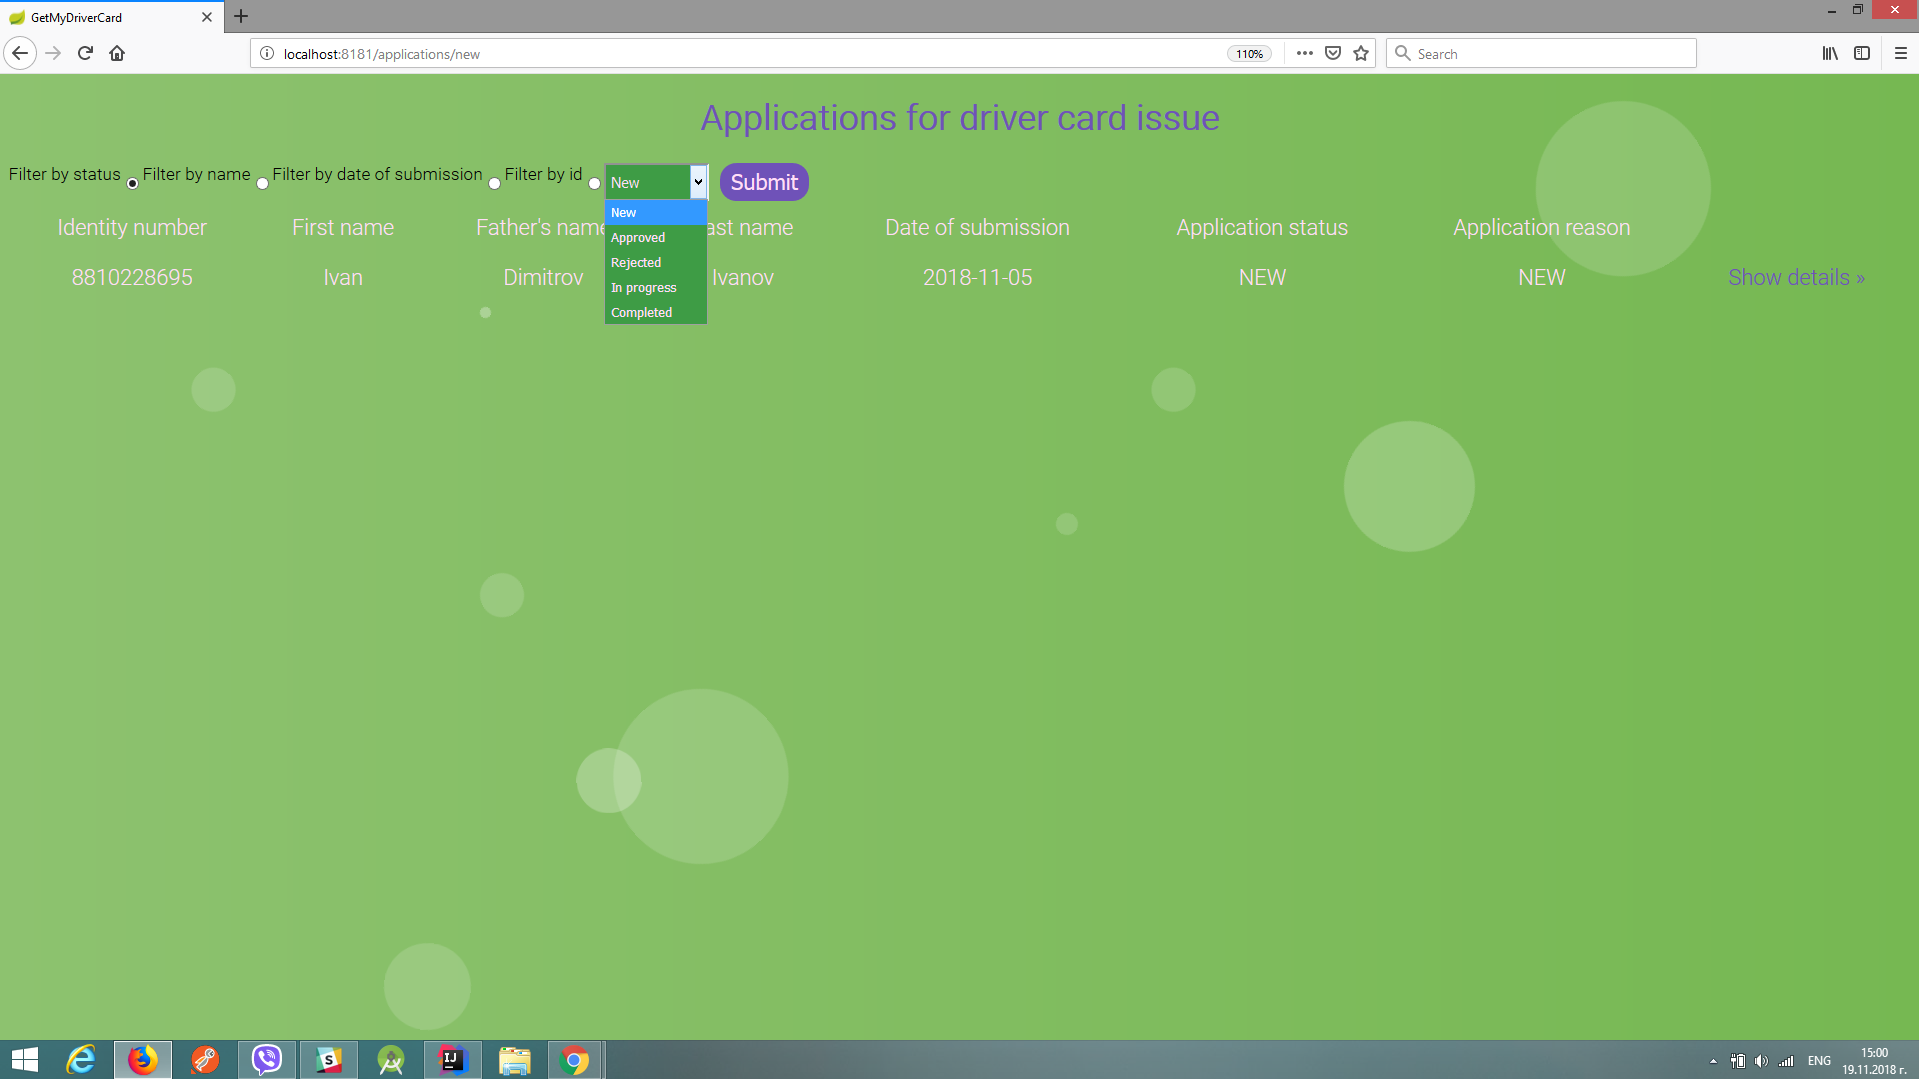 GetMyDriverCard
localhost:8181/applications/new
110%
Search
Applications for driver card issue
Filter by status Filter by name Filter by date of submission Filter by id New Submit
New
Approved
Rejected
In progress
Completed
Identity number First name Father's name ast name Date of submission Application status Application reason
8810228695 Ivan Dimitrov Ivanov 2018-11-05 NEW NEW Show details »
S
IJ
ENG
15:00
19.11.2018 г.